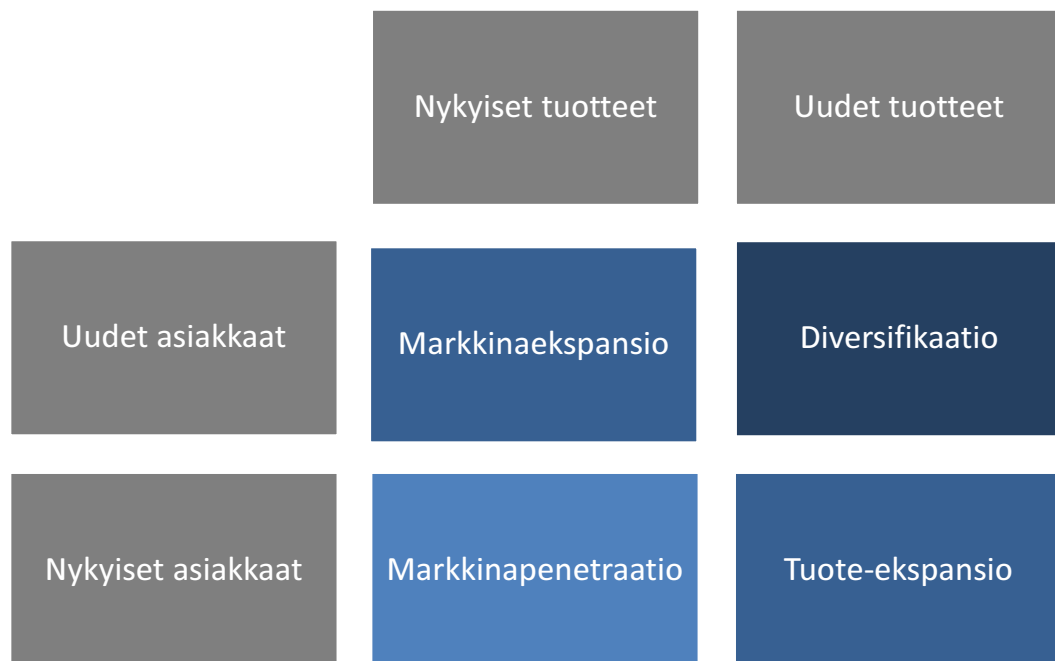 Nykyiset tuotteet
Uudet tuotteet
Uudet asiakkaat
Markkinaekspansio
Diversifikaatio
Nykyiset asiakkaat
Markkinapenetraatio
Tuote-ekspansio